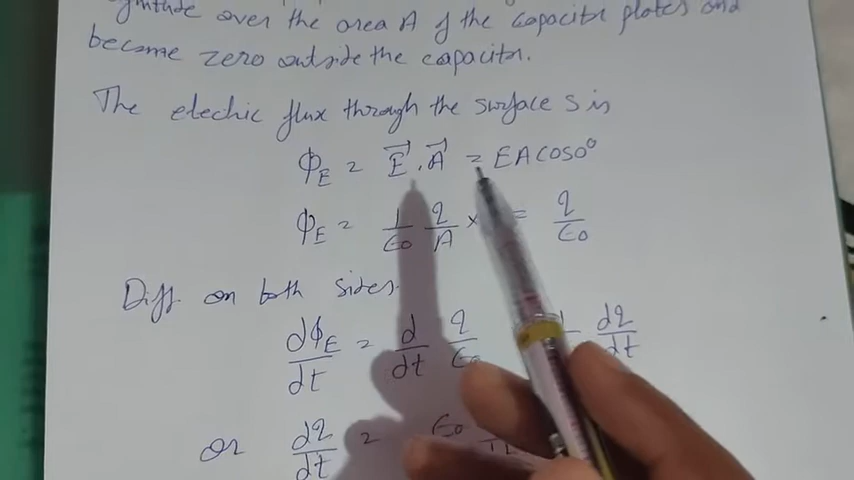 over the area A of the capacitor plates and
become zero outside the capacitor.
The electric flux through the surface S is
ϕE = E⃗ . A⃗ = EA cos0°
ϕE = 1/ϵ0 q/A × = q/ϵ0
Diff. on both sides.
dϕE/dt = d/dt q/ϵ0 dq/dt
or dq/dt = ϵ0